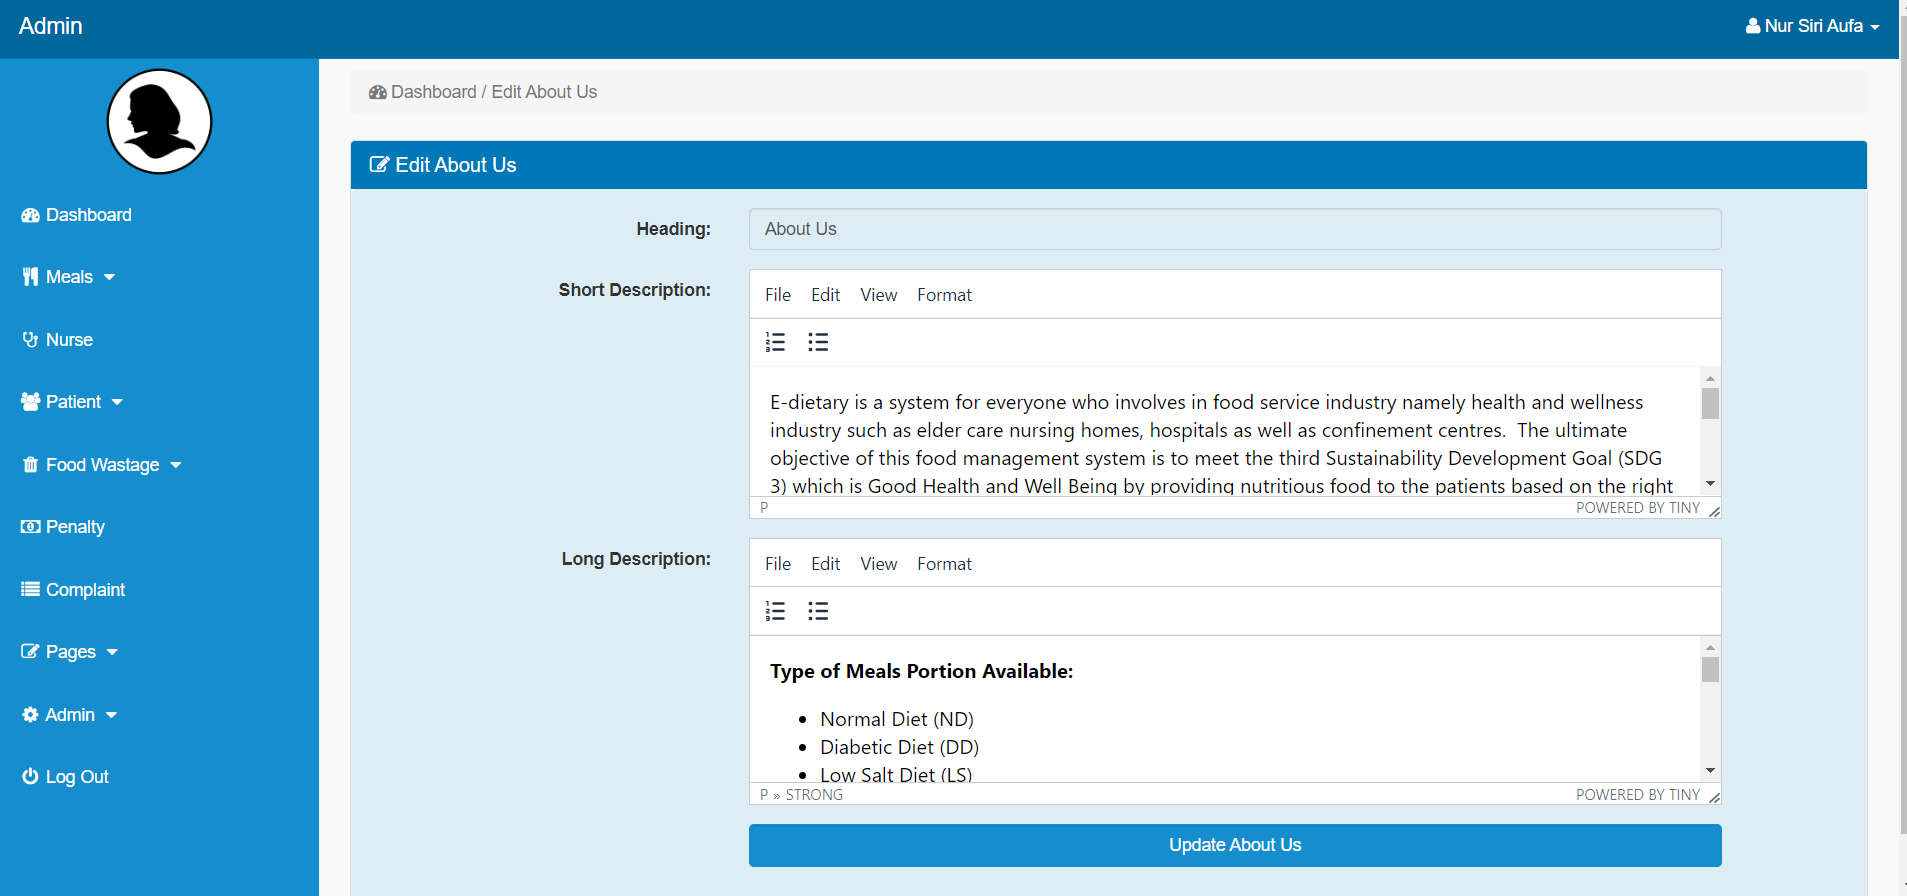 Admin
Nur Siri Aufa
Dashboard / Edit About Us
Dashboard
Meals
Nurse
Patient
Food Wastage
Penalty
Complaint
Pages
Admin
Log Out
Edit About Us
Heading:
About Us
Short Description:
File Edit View Format
E-dietary is a system for everyone who involves in food service industry namely health and wellness
industry such as elder care nursing homes, hospitals as well as confinement centres.  The ultimate
objective of this food management system is to meet the third Sustainability Development Goal (SDG
3) which is Good Health and Well Being by providing nutritious food to the patients based on the right
P
POWERED BY TINY
Long Description:
File Edit View Format
Type of Meals Portion Available:
• Normal Diet (ND)
• Diabetic Diet (DD)
• Low Salt Diet (LS)
P » STRONG
POWERED BY TINY
Update About Us